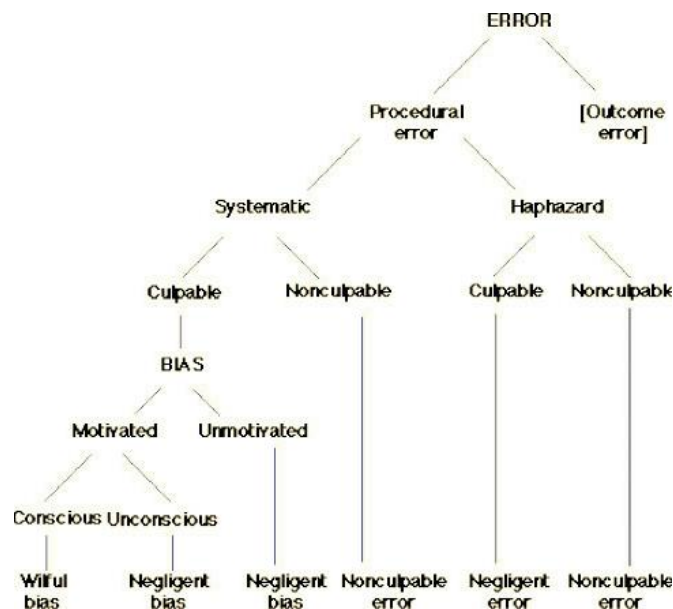 ERROR
Procedural
error
[Outcome
error]
Systematic
Haphazard
Culpable
Nonculpable
Culpable
Nonculpable
BIAS
Motivated
Unmotivated
Conscious
Unconscious
Wilful
bias
Negligent
bias
Negligent
bias
Nonculpable
error
Negligent
error
Nonculpable
error